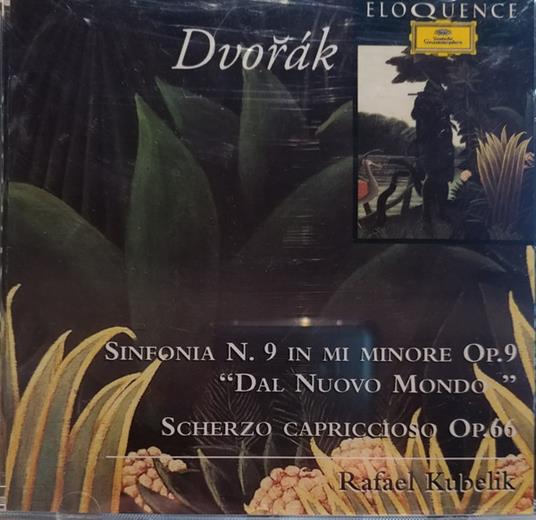 ELOQUENCE
Deutsche
Grammophon
Dvořák
SINFONIA N. 9 IN MI MINORE OP.9
“DAL NUOVO MONDO ”
SCHERZO CAPRICCIOSO OP.66
Rafael Kubelik